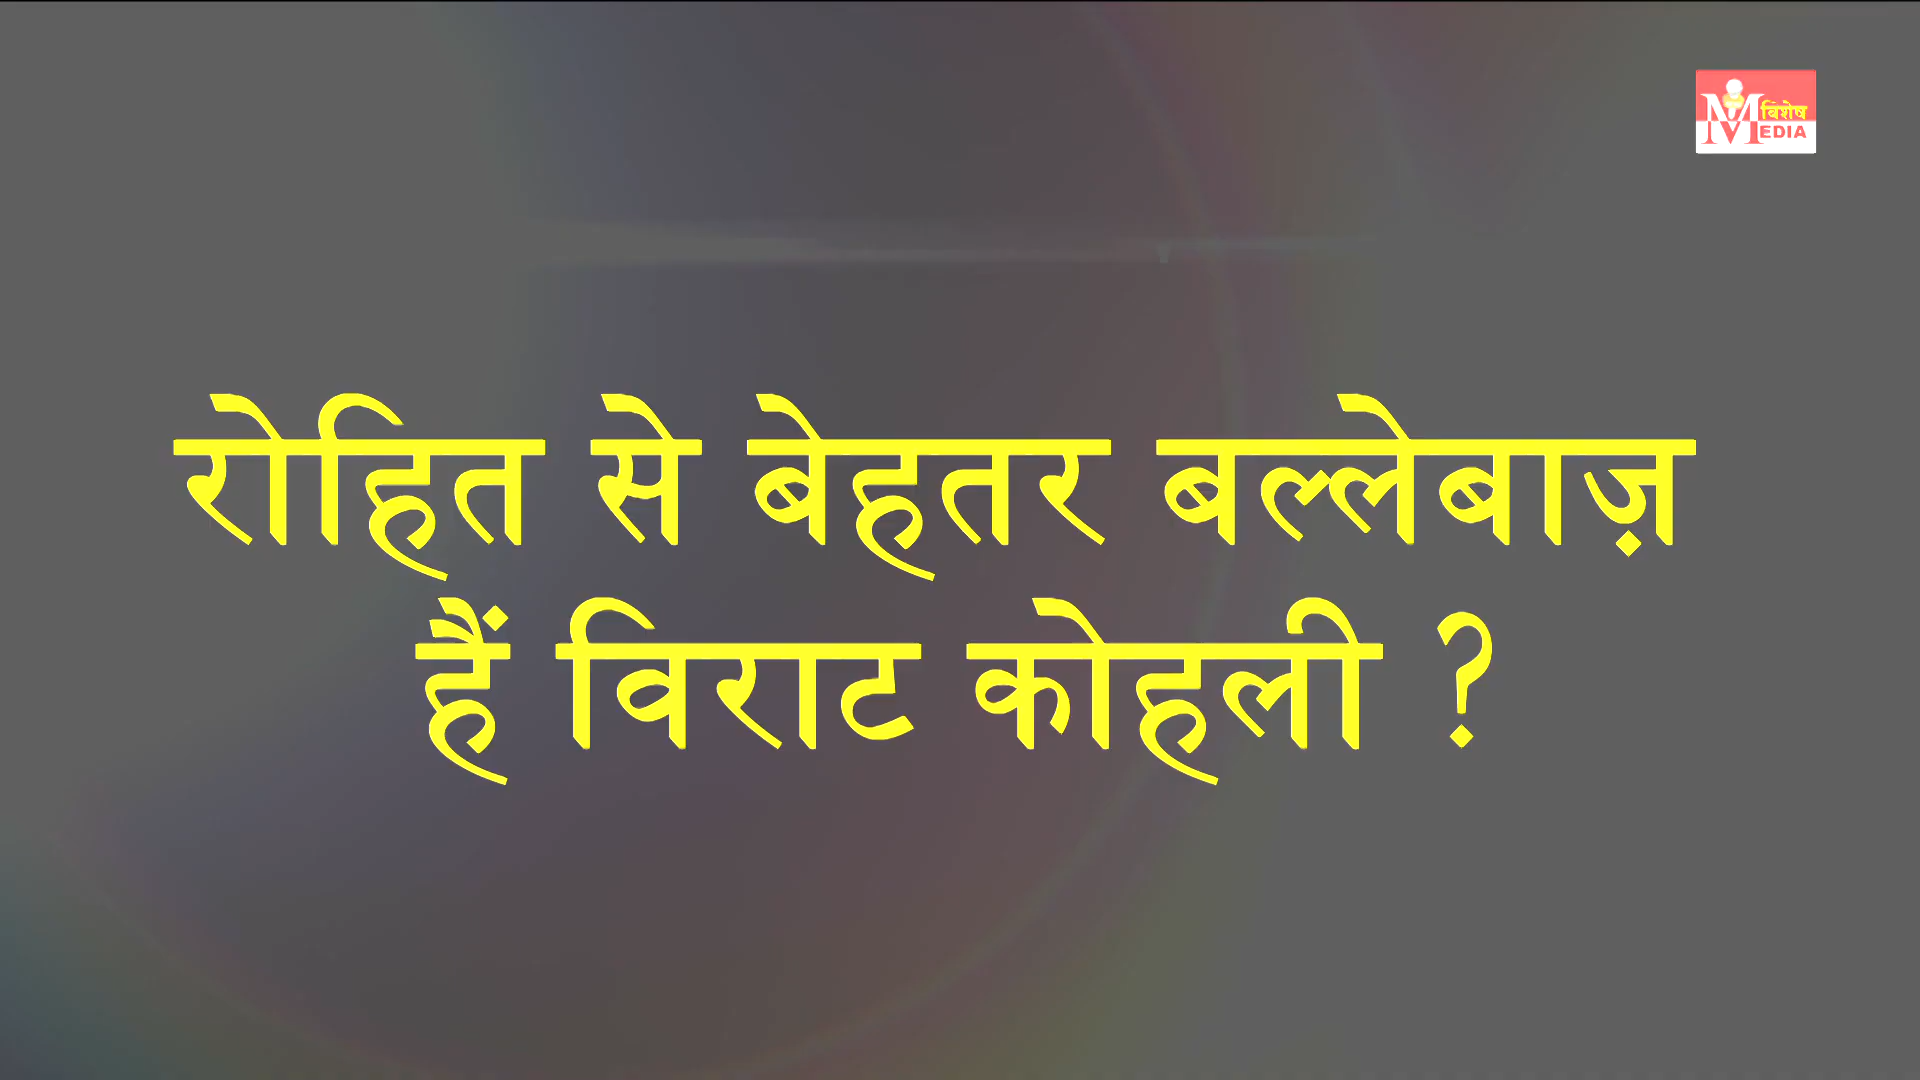 विशेष
MEDIA
रोहित से बेहतर बल्लेबाज़
हैं विराट कोहली ?